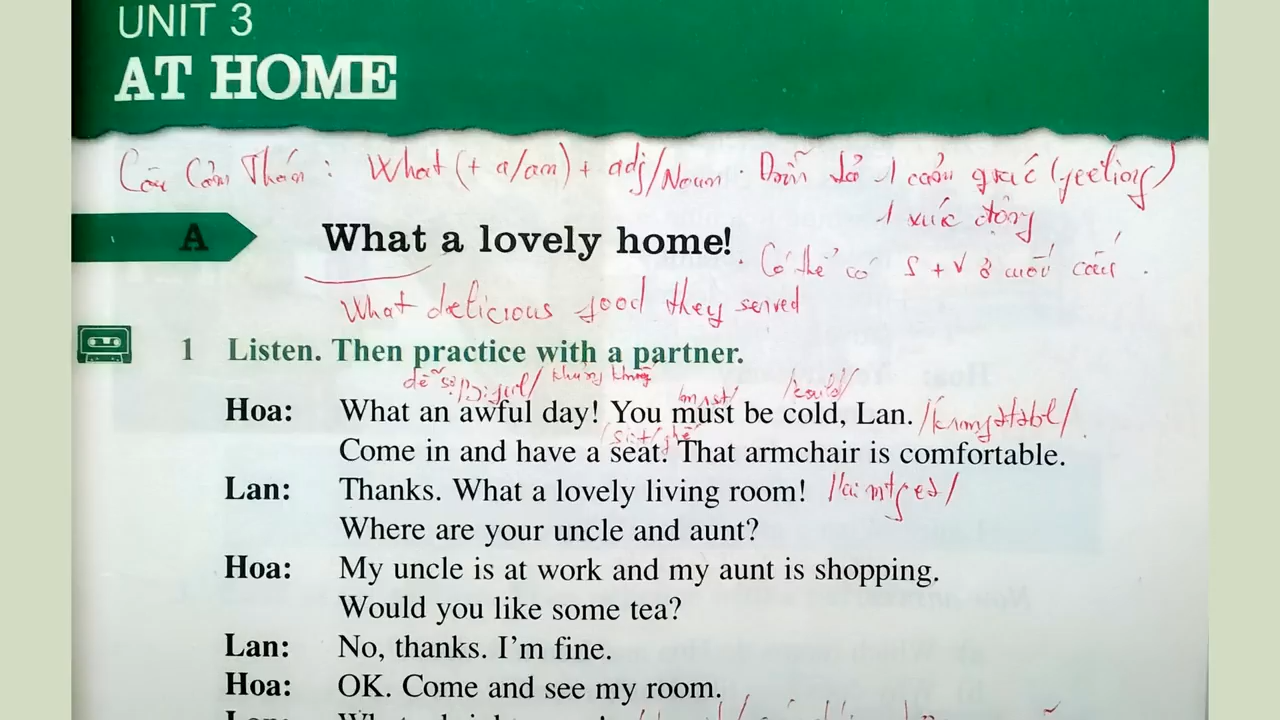 UNIT 3
AT HOME
Câu Cảm Thán : What (+ a/an) + adj/Noun . Diễn tả 1 cảm giác (feeling)
1 xúc động
A What a lovely home!
. Có thể có S + V ở cuối câu .
What delicious food they served
1 Listen. Then practice with a partner.
/must/
Hoa: What an awful day! You must be cold, Lan.
Come in and have a seat. That armchair is comfortable.
Lan: Thanks. What a lovely living room!
Where are your uncle and aunt?
Hoa: My uncle is at work and my aunt is shopping.
Would you like some tea?
Lan: No, thanks. I'm fine.
Hoa: OK. Come and see my room.